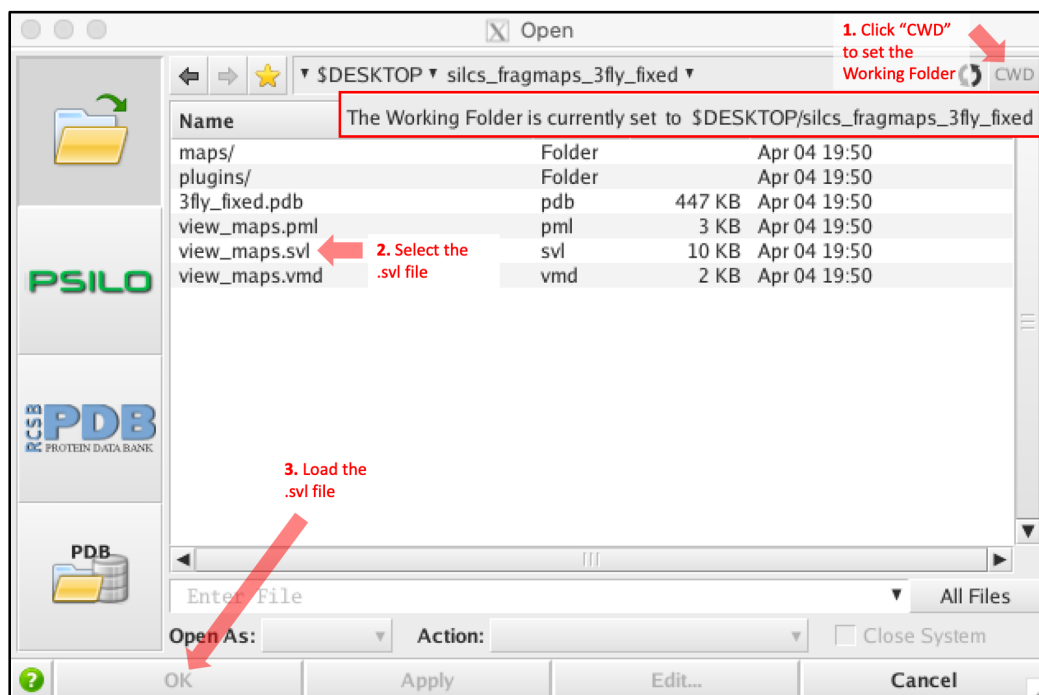 Open
1. Click “CWD”
to set the
Working Folder
$DESKTOP silcs_fragmaps_3fly_fixed
CWD
The Working Folder is currently set to $DESKTOP/silcs_fragmaps_3fly_fixed
Name
maps/ Folder Apr 04 19:50
plugins/ Folder Apr 04 19:50
3fly_fixed.pdb pdb 447 KB Apr 04 19:50
view_maps.pml pml 3 KB Apr 04 19:50
view_maps.svl svl 10 KB Apr 04 19:50
view_maps.vmd vmd 2 KB Apr 04 19:50
2. Select the
.svl file
PSILO
RCSB
PDB
PROTEIN DATA BANK
3. Load the
.svl file
PDB
Enter File All Files
Open As: Action: Close System
? OK Apply Edit... Cancel